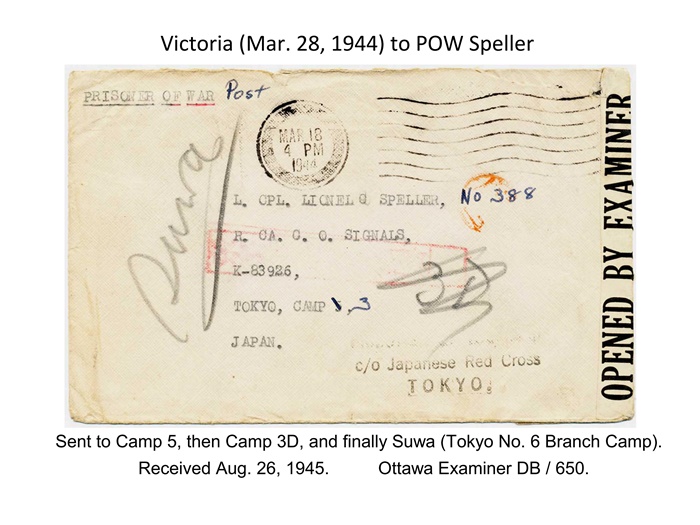 Victoria (Mar. 28, 1944) to POW Speller
PRISONER OF WAR Post
MAR 18
4 PM
1944
Suwa
L. CPL. LIONEL G SPELLER, No 388
R. CA. C. O. SIGNALS,
K-83926,
3D
TOKYO, CAMP , 3
JAPAN.
c/o Japanese Red Cross
TOKYO.
OPENED BY EXAMINER
Sent to Camp 5, then Camp 3D, and finally Suwa (Tokyo No. 6 Branch Camp).
Received Aug. 26, 1945. Ottawa Examiner DB / 650.